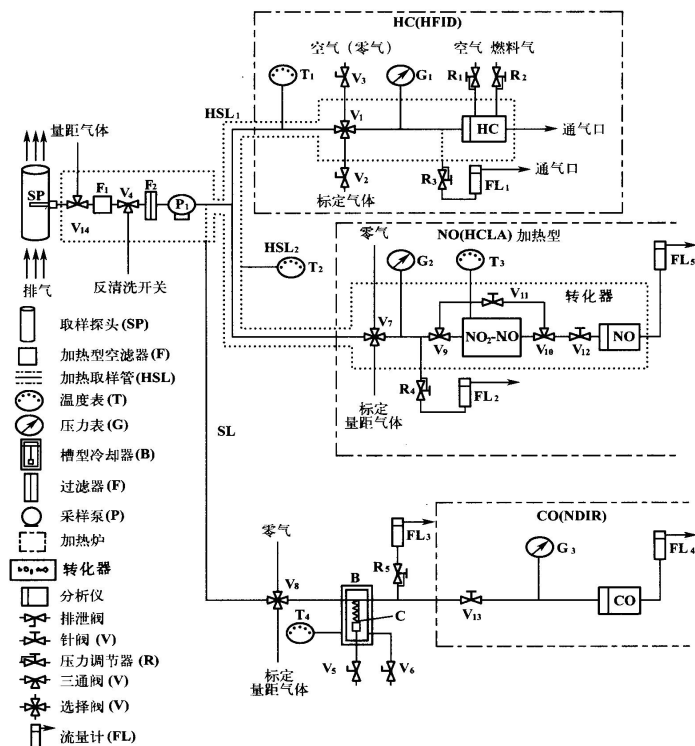 HC(HFID)
空气（零气）
空气 燃料气
T₁
V₃
G₁
R₁
R₂
HSL₁
V₁
HC
通气口
量距气体
V₂
R₃
FL₁
通气口
标定气体
SP
F₁
V₄
F₂
P₁
V₁₄
反清洗开关
排气
HSL₂
T₂
零气
NO(HCLA) 加热型
G₂
T₃
FL₅
转化器
V₁₁
V₇
V₉
NO₂-NO
V₁₀
V₁₂
NO
R₄
FL₂
标定
量距气体
取样探头(SP)
加热型空滤器(F)
加热取样管(HSL)
温度表(T)
压力表(G)
槽型冷却器(B)
过滤器(F)
采样泵(P)
加热炉
转化器
分析仪
排泄阀
针阀(V)
压力调节器(R)
三通阀(V)
选择阀(V)
流量计(FL)
SL
CO(NDIR)
零气
FL₃
G₃
FL₄
V₈
B
R₅
T₄
C
V₁₃
CO
V₅
V₆
标定
量距气体